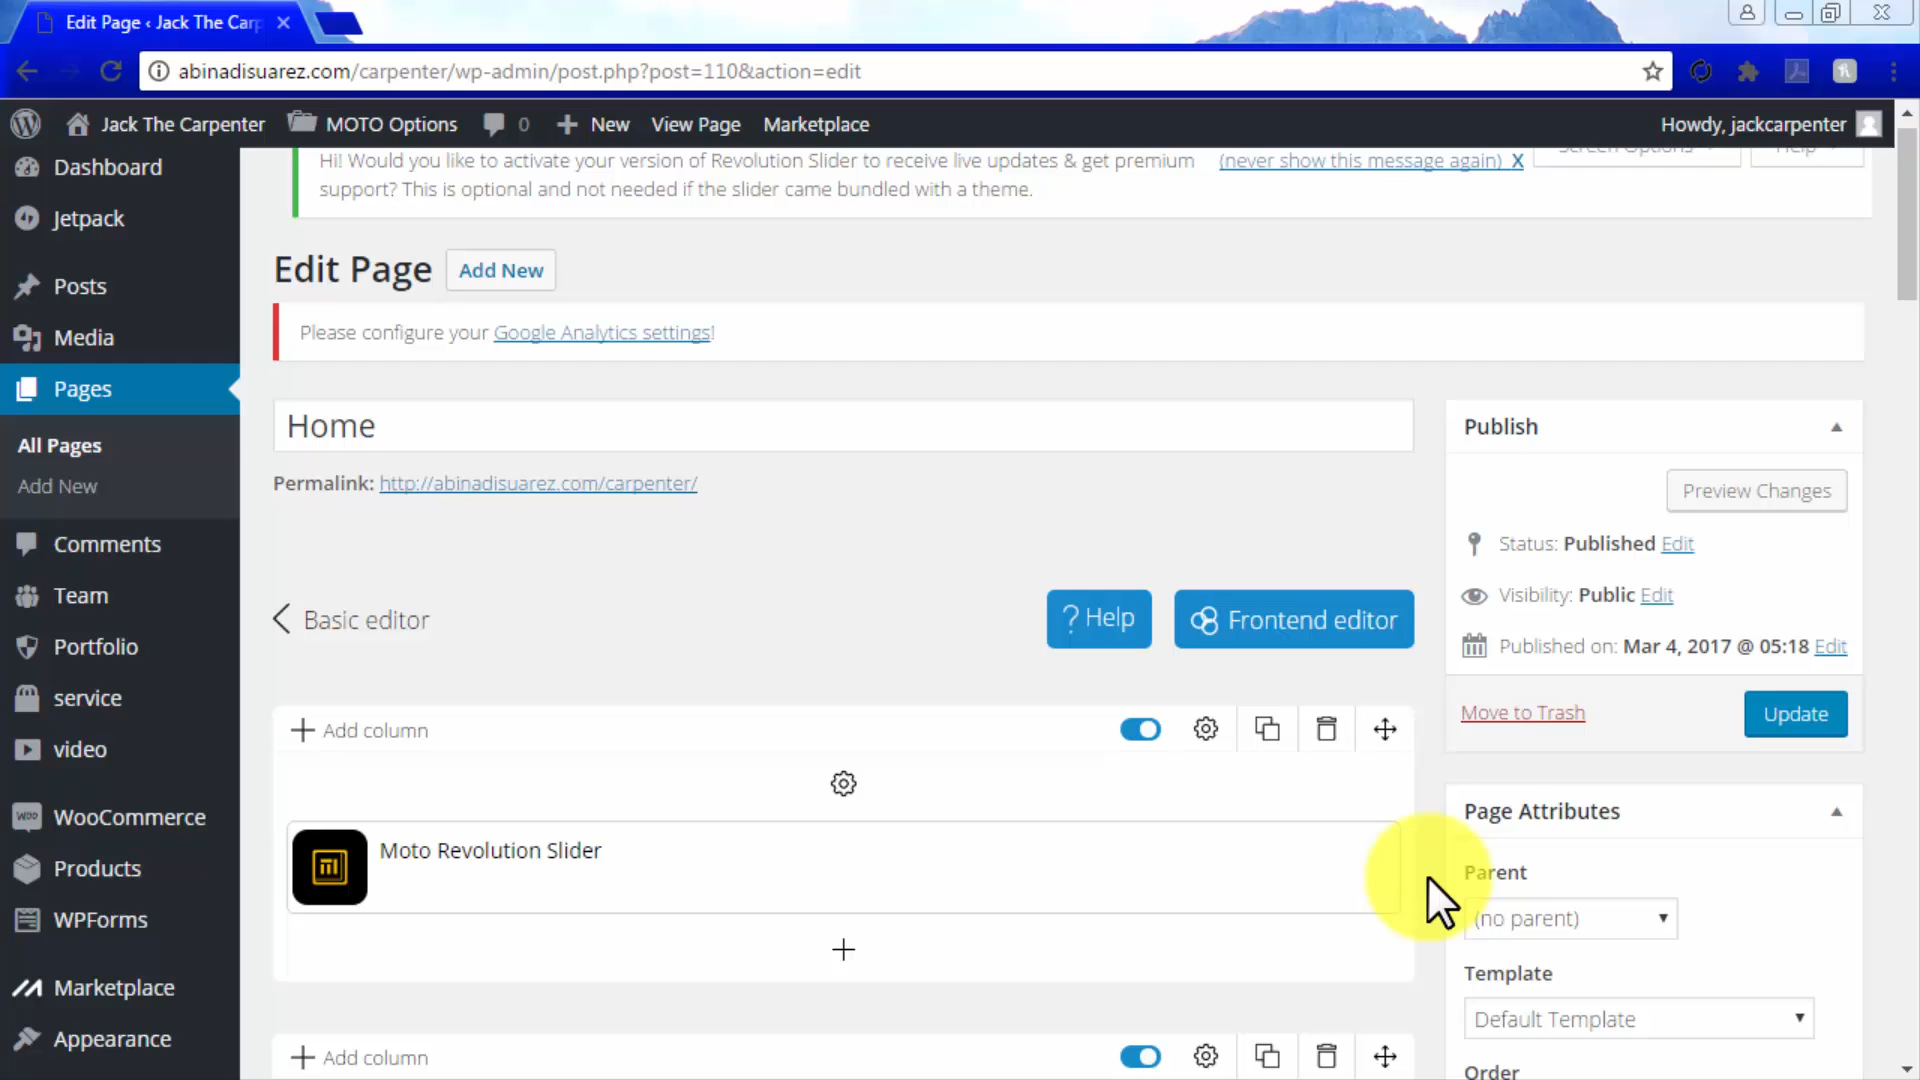 Edit Page ‹ Jack The Carp
abinadisuarez.com/carpenter/wp-admin/post.php?post=110&action=edit
Jack The Carpenter MOTO Options 0 New View Page Marketplace Howdy, jackcarpenter
Dashboard
Jetpack
Posts
Media
Pages
All Pages
Add New
Comments
Team
Portfolio
service
video
WooCommerce
Products
WPForms
Marketplace
Appearance
Hi! Would you like to activate your version of Revolution Slider to receive live updates & get premium
support? This is optional and not needed if the slider came bundled with a theme.
(never show this message again) X
Screen Options Help
Edit Page Add New
Please configure your Google Analytics settings!
Home
Permalink: http://abinadisuarez.com/carpenter/
Basic editor
? Help
Frontend editor
Add column
Moto Revolution Slider
Add column
Publish
Preview Changes
Status: Published Edit
Visibility: Public Edit
Published on: Mar 4, 2017 @ 05:18 Edit
Move to Trash Update
Page Attributes
Parent
(no parent)
Template
Default Template
Order